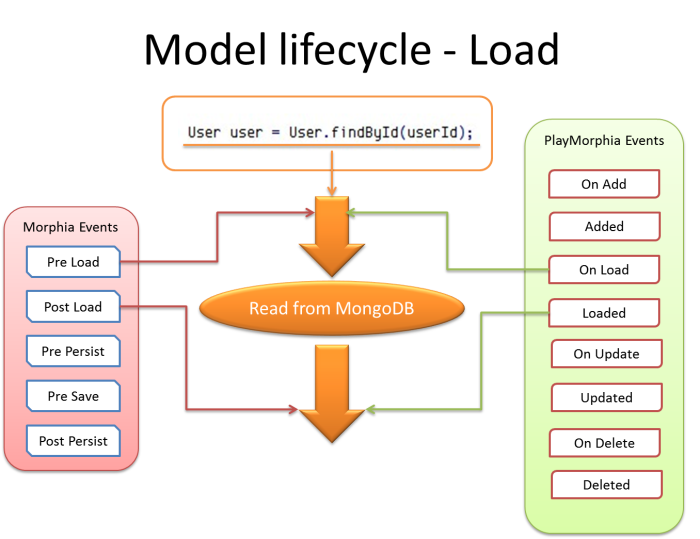 Model lifecycle - Load
User user = User.findById(userId);
Morphia Events
Pre Load
Post Load
Pre Persist
Pre Save
Post Persist
Read from MongoDB
PlayMorphia Events
On Add
Added
On Load
Loaded
On Update
Updated
On Delete
Deleted